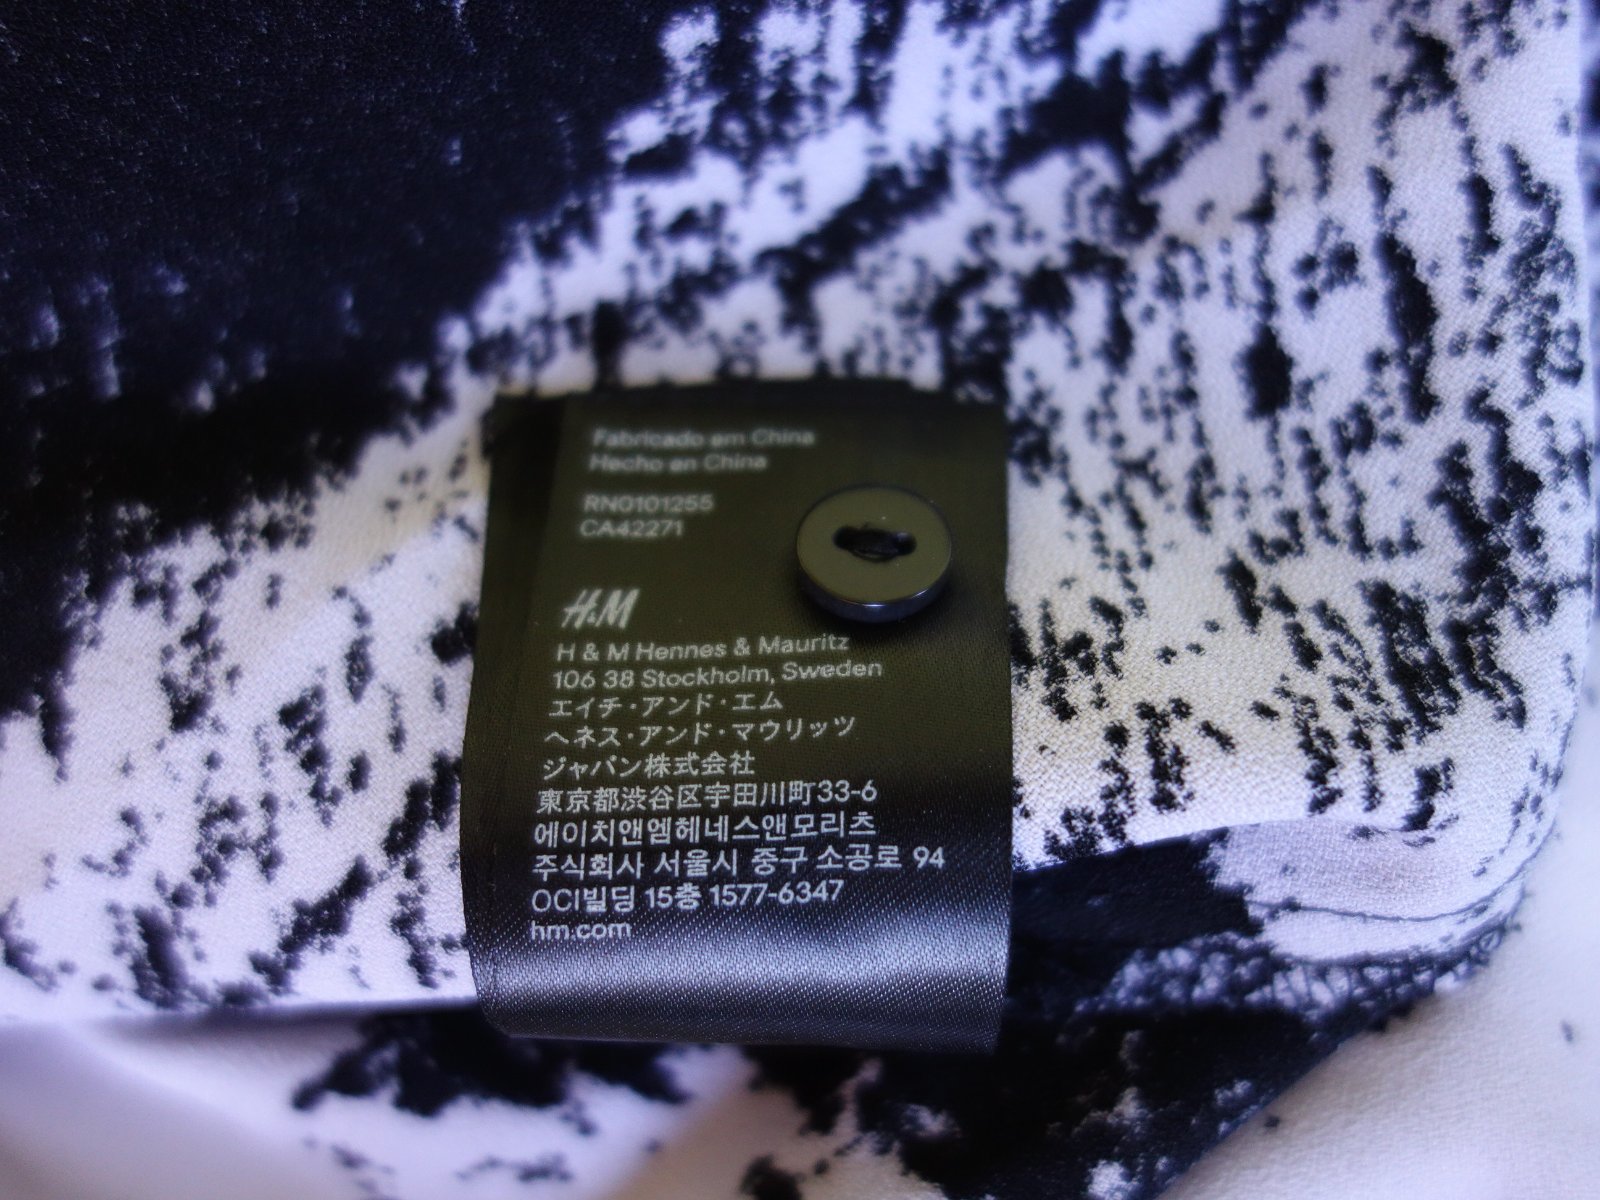 Fabricado em China
Hecho en China
RN0101255
CA42271
H&M
H & M Hennes & Mauritz
106 38 Stockholm, Sweden
エイチ・アンド・エム
ヘネス・アンド・マウリッツ
ジャパン株式会社
東京都渋谷区宇田川町33-6
에이치앤엠헤네스앤모리츠
주식회사 서울시 중구 소공로 94
OCI빌딩 15층 1577-6347
hm.com